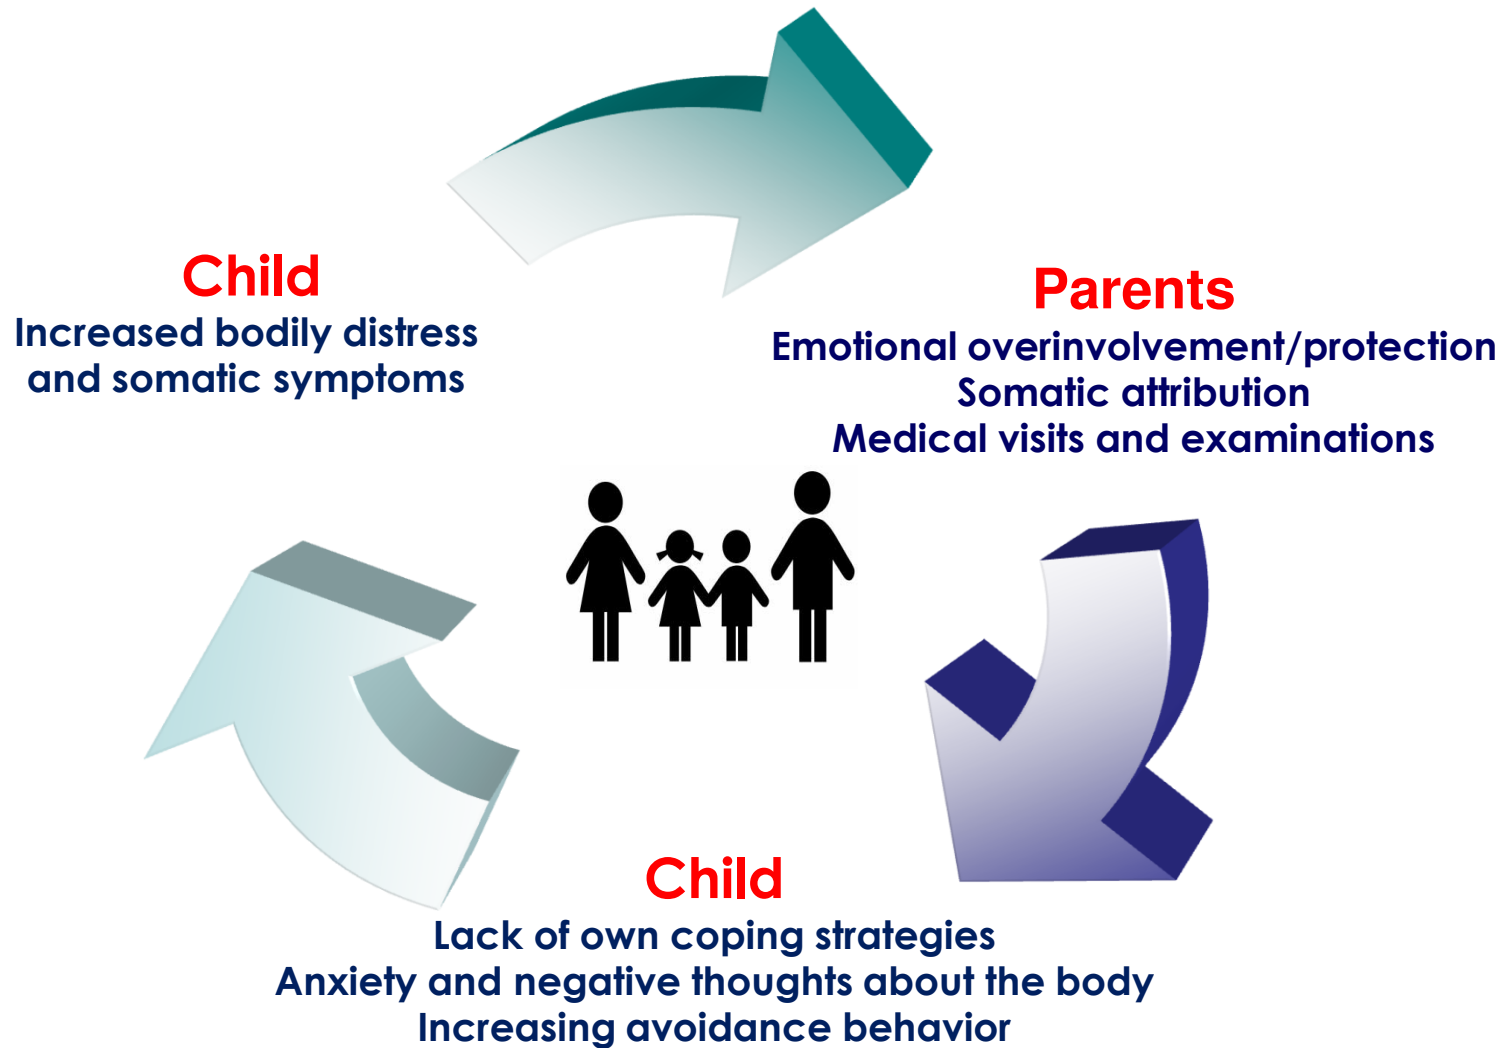 Child
Increased bodily distress
and somatic symptoms
Parents
Emotional overinvolvement/protection
Somatic attribution
Medical visits and examinations
Child
Lack of own coping strategies
Anxiety and negative thoughts about the body
Increasing avoidance behavior